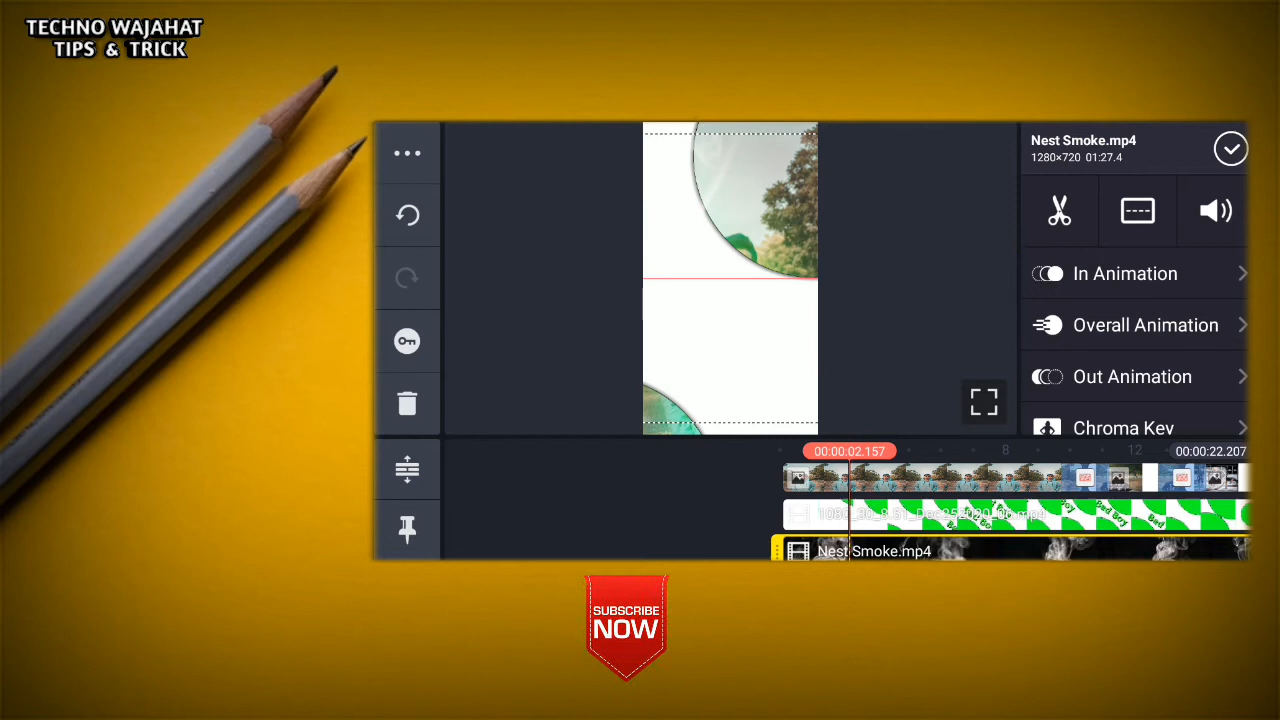 TECHNO WAJAHAT
TIPS & TRICK
Nest Smoke.mp4
1280×720 01:27.4
In Animation
Overall Animation
Out Animation
Chroma Key
00:00:02.157
8
12
00:00:22.207
Nest Smoke.mp4
SUBSCRIBE
NOW